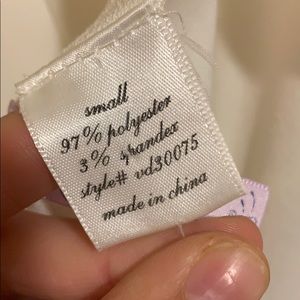 small
97% polyester
3% spandex
style# vd30075
made in china